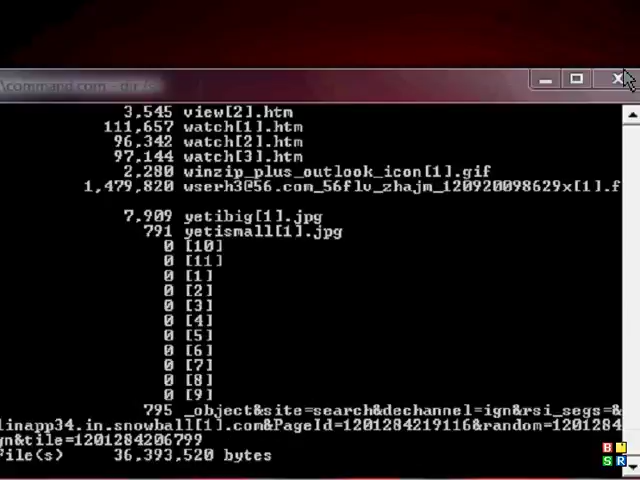 \command.com - dir /s
3,545 view[2].htm
111,657 watch[1].htm
96,342 watch[2].htm
97,144 watch[3].htm
2,280 winzip_plus_outlook_icon[1].gif
1,479,820 wserh3@56.com_56flv_zhajm_120920098629x[1].f
7,909 yetibig[1].jpg
791 yetismall[1].jpg
0 [10]
0 [11]
0 [1]
0 [2]
0 [3]
0 [4]
0 [5]
0 [6]
0 [7]
0 [8]
0 [9]
795 _object&site=search&dechannel=ign&rsi_segs=&
linapp34.in.snowball[1].com&PageId=1201284219116&random=1201284
gn&tile=1201284206799
File(s) 36,393,520 bytes
B
S R